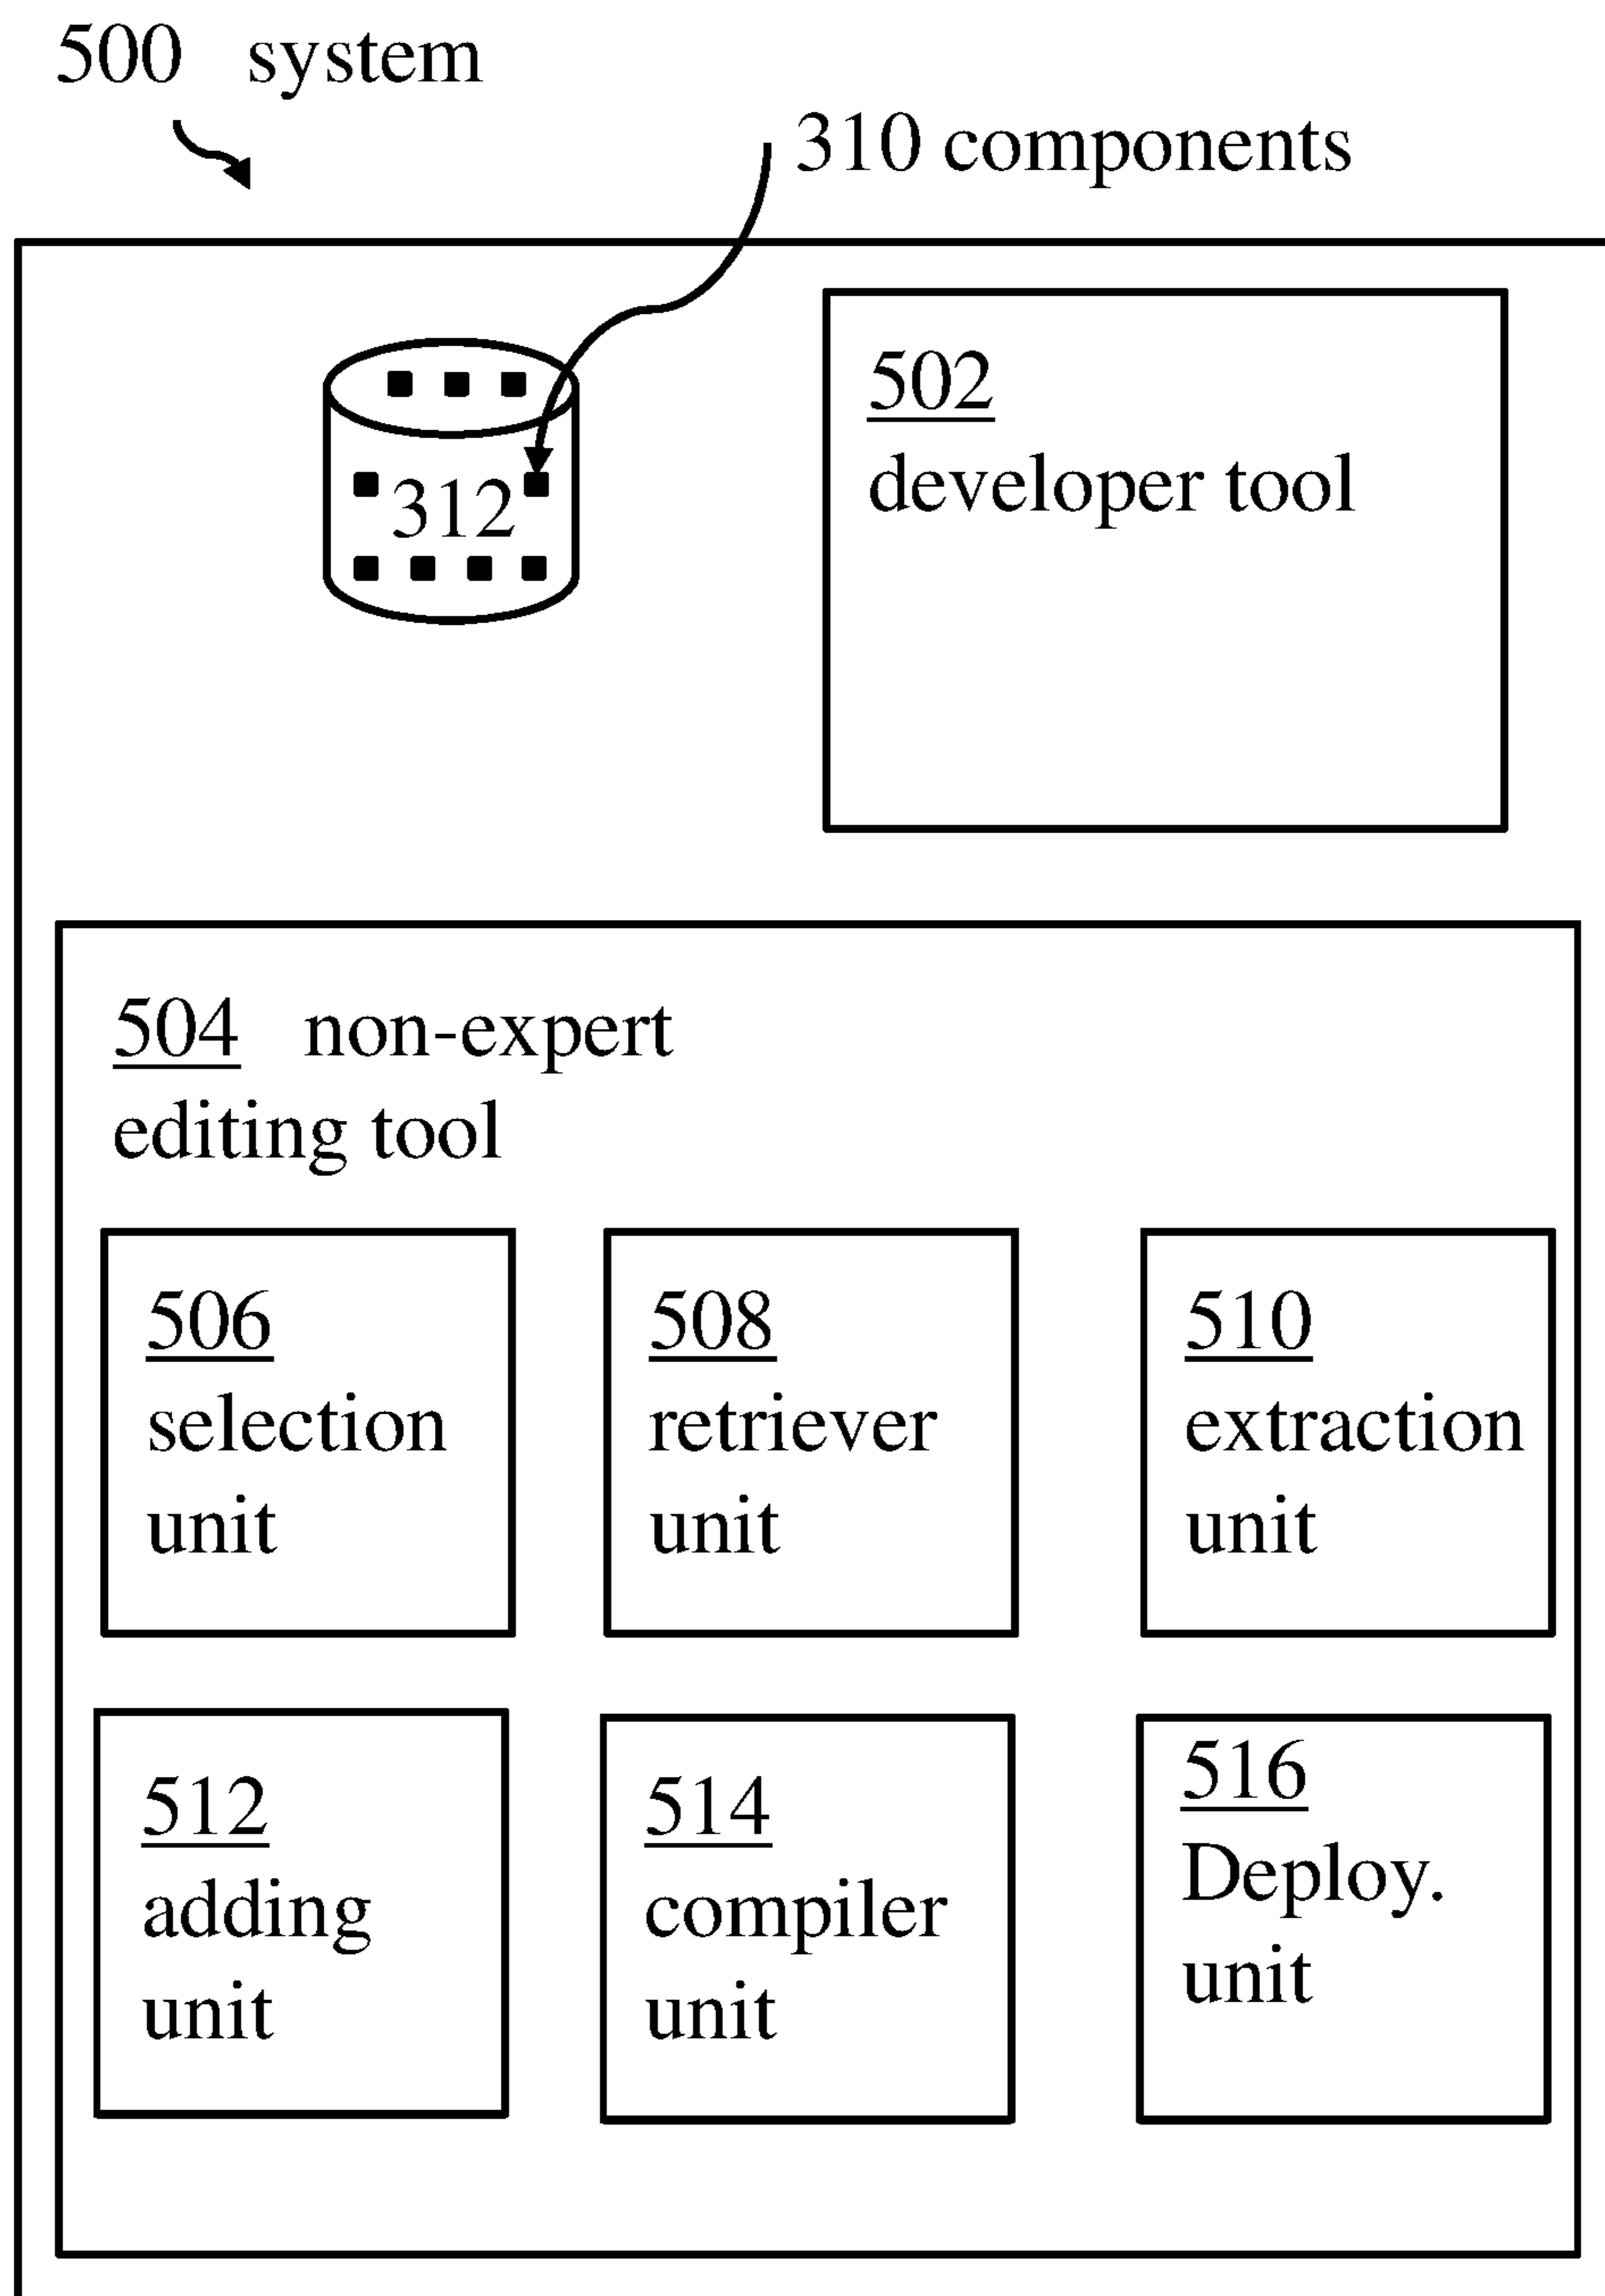 500 system
310 components
312
502
developer tool
504 non-expert
editing tool
506
selection
unit
508
retriever
unit
510
extraction
unit
512
adding
unit
514
compiler
unit
516
Deploy.
unit